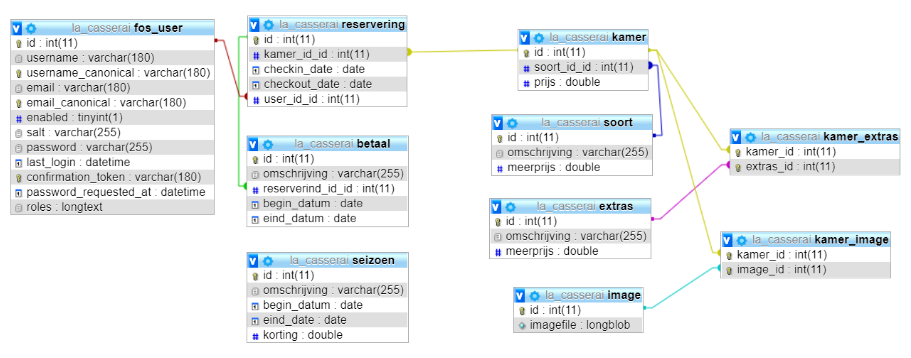 la_casserai fos_user
id : int(11)
username : varchar(180)
username_canonical : varchar(180)
email : varchar(180)
email_canonical : varchar(180)
enabled : tinyint(1)
salt : varchar(255)
password : varchar(255)
last_login : datetime
confirmation_token : varchar(180)
password_requested_at : datetime
roles : longtext
la_casserai reservering
id : int(11)
kamer_id_id : int(11)
checkin_date : date
checkout_date : date
user_id_id : int(11)
la_casserai betaal
id : int(11)
omschrijving : varchar(255)
reserverind_id_id : int(11)
begin_datum : date
eind_datum : date
la_casserai seizoen
id : int(11)
omschrijving : varchar(255)
begin_datum : date
eind_date : date
korting : double
la_casserai kamer
id : int(11)
soort_id_id : int(11)
prijs : double
la_casserai soort
id : int(11)
omschrijving : varchar(255)
meerprijs : double
la_casserai extras
id : int(11)
omschrijving : varchar(255)
meerprijs : double
la_casserai image
id : int(11)
imagefile : longblob
la_casserai kamer_extras
kamer_id : int(11)
extras_id : int(11)
la_casserai kamer_image
kamer_id : int(11)
image_id : int(11)